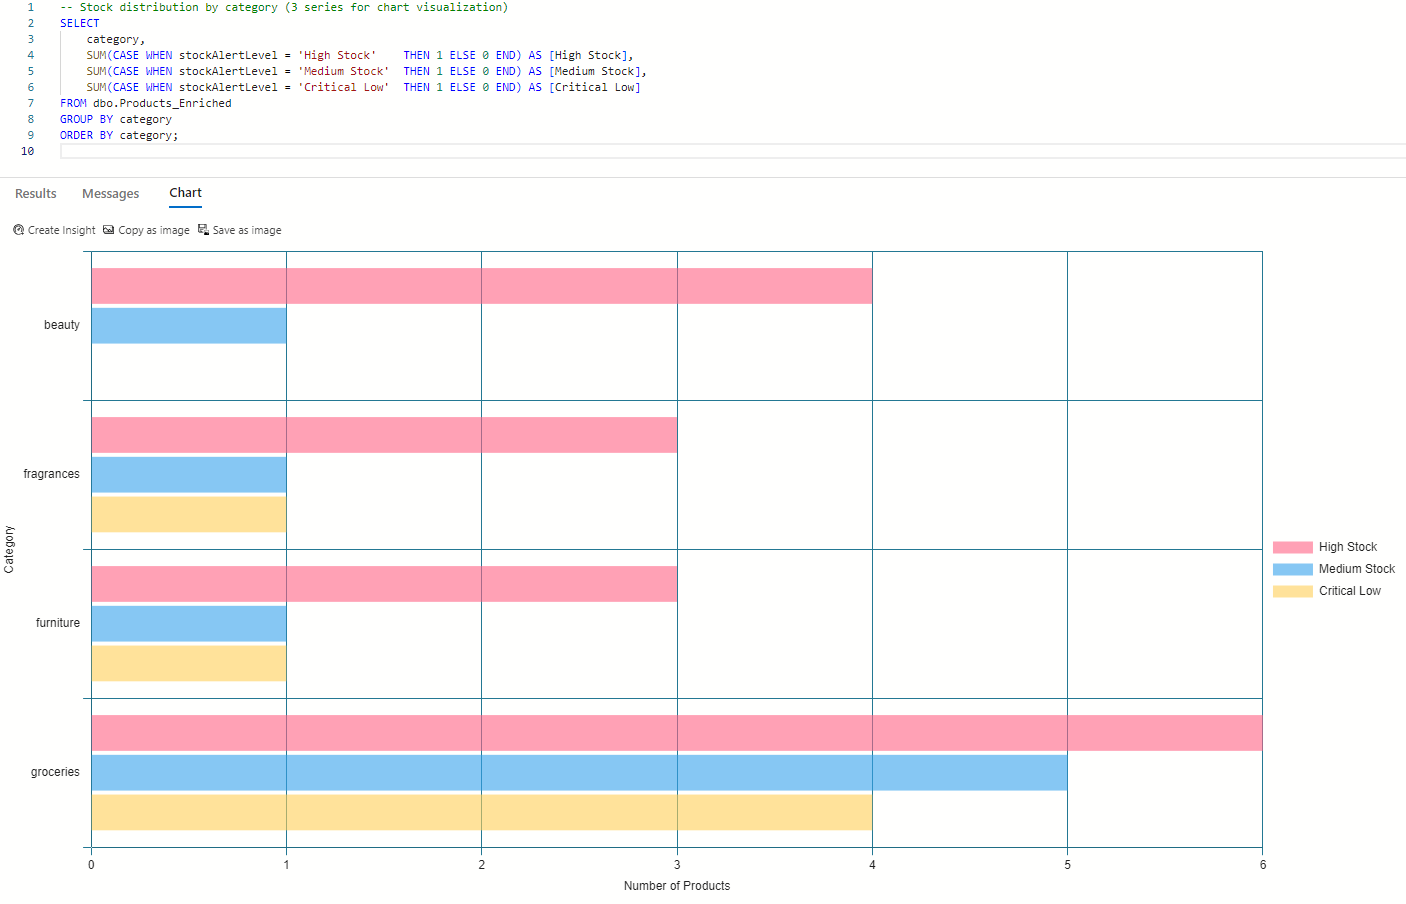 1 -- Stock distribution by category (3 series for chart visualization)
2 SELECT
3 category,
4 SUM(CASE WHEN stockAlertLevel = 'High Stock'    THEN 1 ELSE 0 END) AS [High Stock],
5 SUM(CASE WHEN stockAlertLevel = 'Medium Stock'  THEN 1 ELSE 0 END) AS [Medium Stock],
6 SUM(CASE WHEN stockAlertLevel = 'Critical Low'  THEN 1 ELSE 0 END) AS [Critical Low]
7 FROM dbo.Products_Enriched
8 GROUP BY category
9 ORDER BY category;
10
Results Messages Chart
Create Insight Copy as image Save as image
beauty
fragrances
furniture
groceries
Category
0 1 2 3 4 5 6
Number of Products
High Stock
Medium Stock
Critical Low